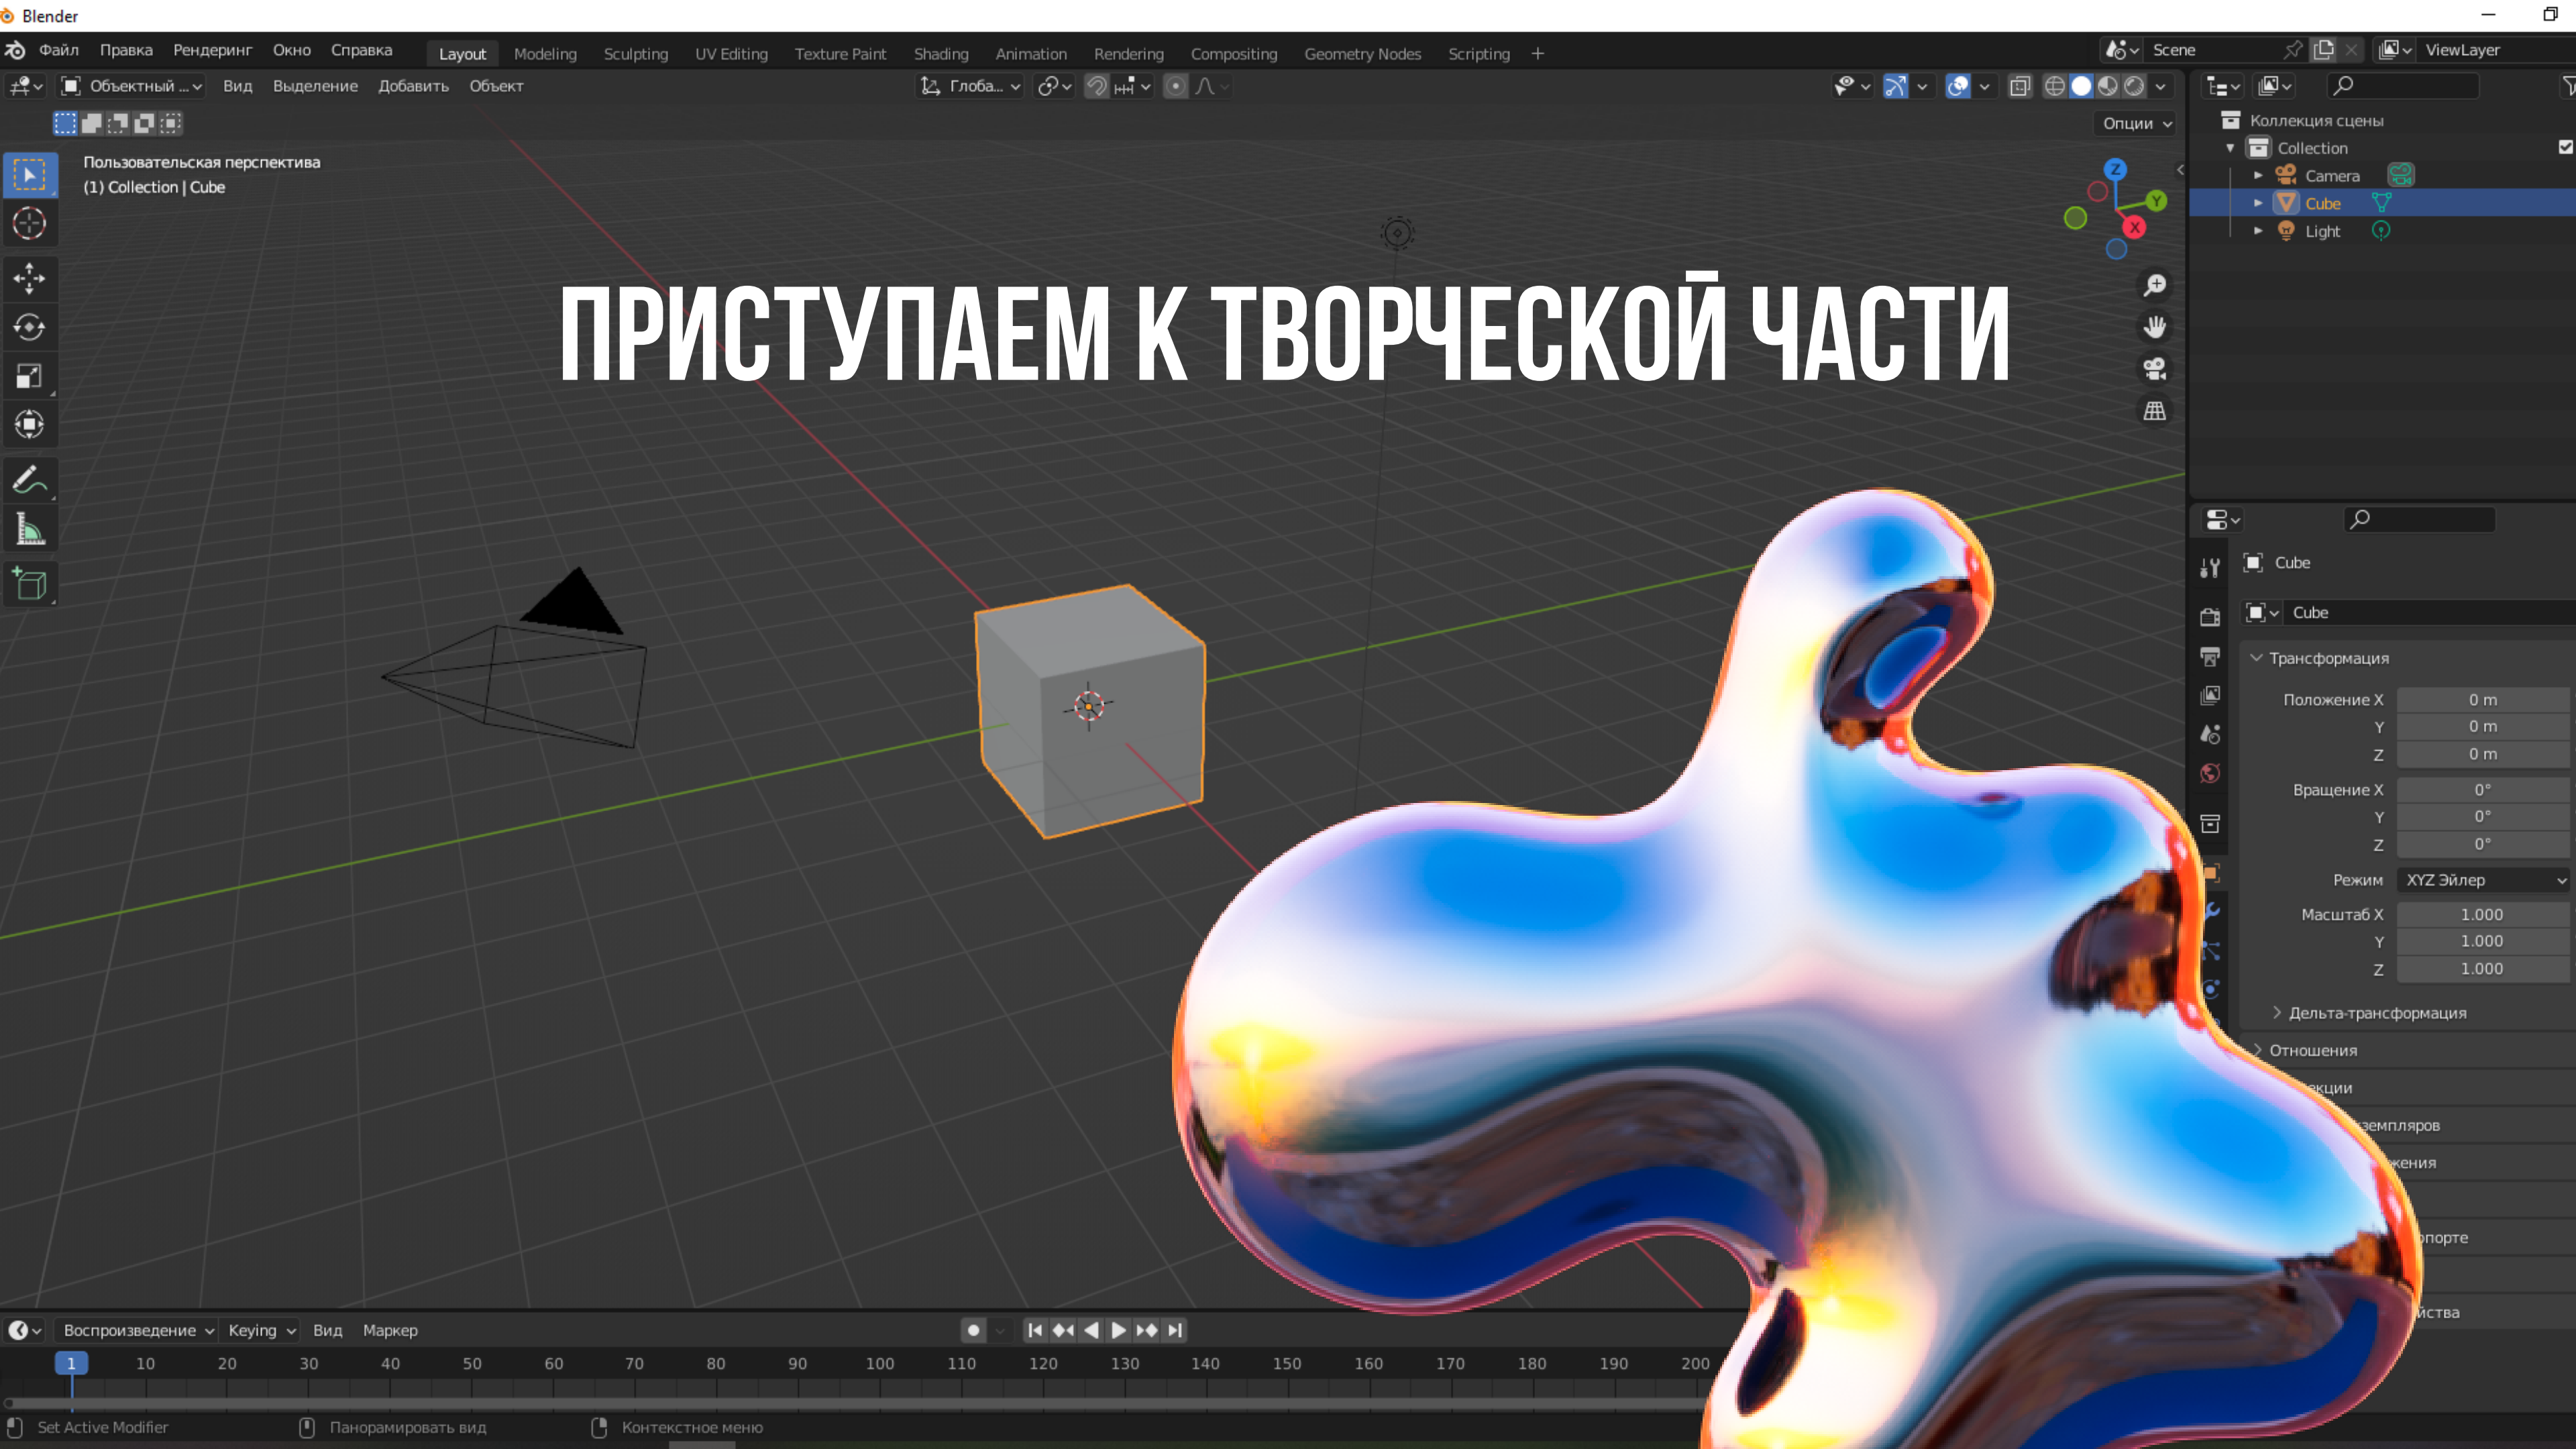 Blender
Файл Правка Рендеринг Окно Справка Layout Modeling Sculpting UV Editing Texture Paint Shading Animation Rendering Compositing Geometry Nodes Scripting + Scene ViewLayer
Объектный ... Вид Выделение Добавить Объект Глоба...
Опции
Пользовательская перспектива
(1) Collection | Cube
Z
Y
X
Коллекция сцены
Collection
Camera
Cube
Light
ПРИСТУПАЕМ К ТВОРЧЕСКОЙ ЧАСТИ
Cube
Cube
Трансформация
Положение X 0 m
Y 0 m
Z 0 m
Вращение X 0°
Y 0°
Z 0°
Режим XYZ Эйлер
Масштаб X 1.000
Y 1.000
Z 1.000
Дельта-трансформация
Отношения
екции
земпляров
жения
порте
йства
Воспроизведение Keying Вид Маркер
1 10 20 30 40 50 60 70 80 90 100 110 120 130 140 150 160 170 180 190 200
Set Active Modifier Панорамировать вид Контекстное меню